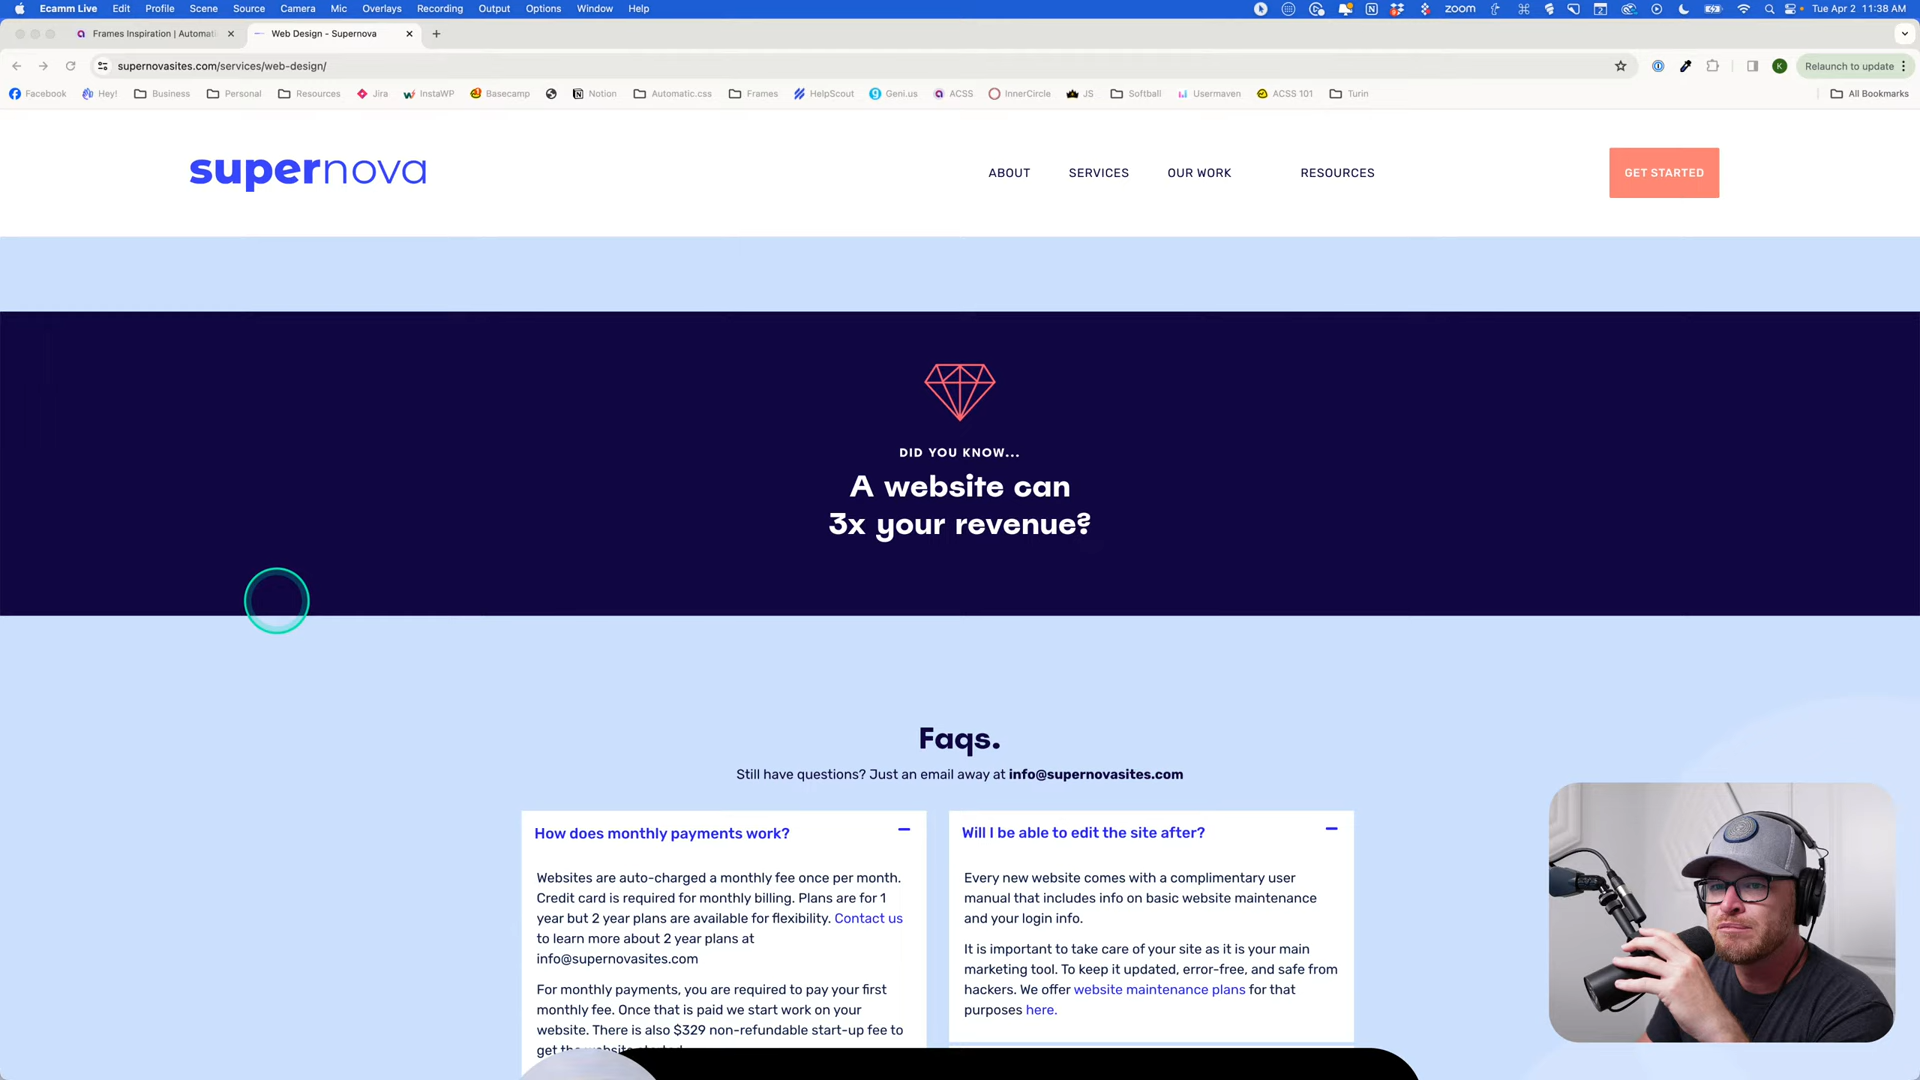 Ecamm Live Edit Profile Scene Source Camera Mic Overlays Recording Output Options Window Help
zoom
2
Tue Apr 2 11:38 AM
Frames Inspiration | Automati
Web Design - Supernova
supernovasites.com/services/web-design/
K
Relaunch to update
Facebook Hey! Business Personal Resources Jira InstaWP Basecamp Notion Automatic.css Frames HelpScout Geni.us ACSS InnerCircle JS Softball Usermaven ACSS 101 Turin All Bookmarks
supernova
ABOUT SERVICES OUR WORK RESOURCES
GET STARTED
DID YOU KNOW...
A website can
3x your revenue?
Faqs.
Still have questions? Just an email away at info@supernovasites.com
How does monthly payments work?
Websites are auto-charged a monthly fee once per month.
Credit card is required for monthly billing. Plans are for 1
year but 2 year plans are available for flexibility. Contact us
to learn more about 2 year plans at
info@supernovasites.com
For monthly payments, you are required to pay your first
monthly fee. Once that is paid we start work on your
website. There is also $329 non-refundable start-up fee to
get the website started.
Will I be able to edit the site after?
Every new website comes with a complimentary user
manual that includes info on basic website maintenance
and your login info.
It is important to take care of your site as it is your main
marketing tool. To keep it updated, error-free, and safe from
hackers. We offer website maintenance plans for that
purposes here.